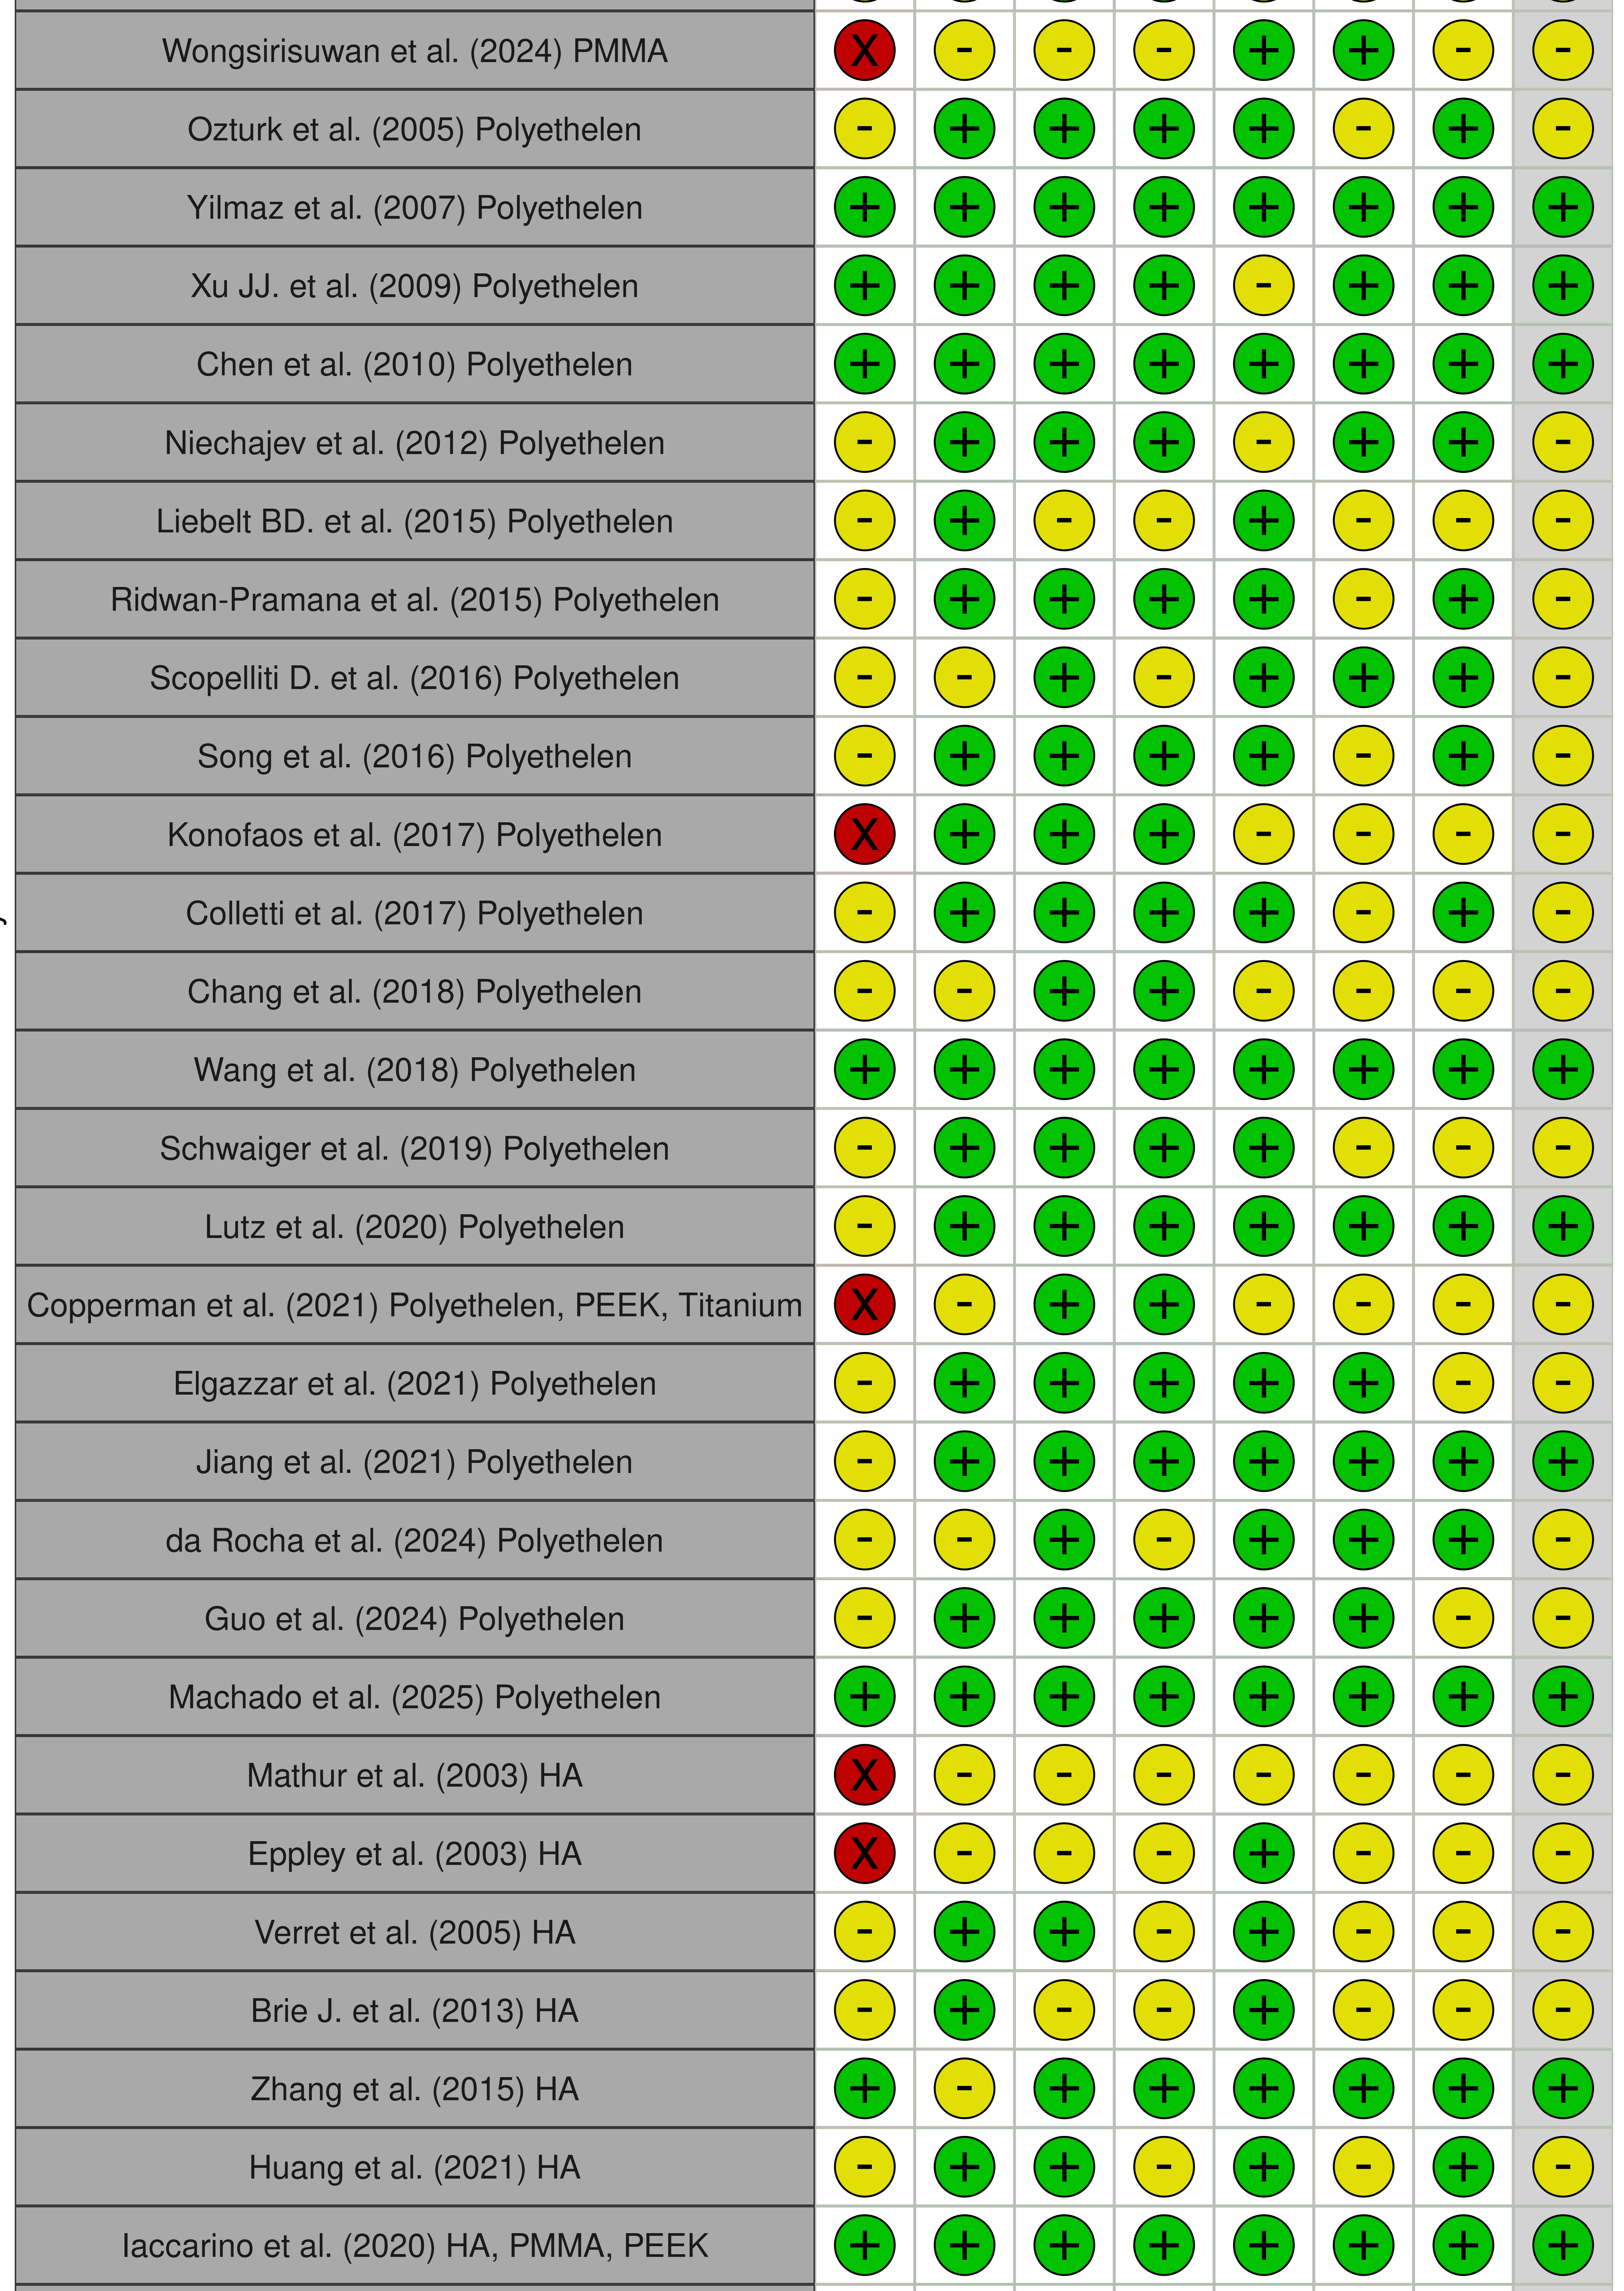 Wongsirisuwan et al. (2024) PMMA X - - - + + - -
Ozturk et al. (2005) Polyethelen - + + + + - + -
Yilmaz et al. (2007) Polyethelen + + + + + + + +
Xu JJ. et al. (2009) Polyethelen + + + + - + + +
Chen et al. (2010) Polyethelen + + + + + + + +
Niechajev et al. (2012) Polyethelen - + + + - + + -
Liebelt BD. et al. (2015) Polyethelen - + - - + - - -
Ridwan-Pramana et al. (2015) Polyethelen - + + + + - + -
Scopelliti D. et al. (2016) Polyethelen - - + - + + + -
Song et al. (2016) Polyethelen - + + + + - + -
Konofaos et al. (2017) Polyethelen X + + + - - - -
Colletti et al. (2017) Polyethelen - + + + + - + -
Chang et al. (2018) Polyethelen - - + + - - - -
Wang et al. (2018) Polyethelen + + + + + + + +
Schwaiger et al. (2019) Polyethelen - + + + + - - -
Lutz et al. (2020) Polyethelen - + + + + + + +
Copperman et al. (2021) Polyethelen, PEEK, Titanium X - + + - - - -
Elgazzar et al. (2021) Polyethelen - + + + + + - -
Jiang et al. (2021) Polyethelen - + + + + + + +
da Rocha et al. (2024) Polyethelen - - + - + + + -
Guo et al. (2024) Polyethelen - + + + + + - -
Machado et al. (2025) Polyethelen + + + + + + + +
Mathur et al. (2003) HA X - - - - - - -
Eppley et al. (2003) HA X - - - + - - -
Verret et al. (2005) HA - + + - + - - -
Brie J. et al. (2013) HA - + - - + - - -
Zhang et al. (2015) HA + - + + + + + +
Huang et al. (2021) HA - + + - + - + -
Iaccarino et al. (2020) HA, PMMA, PEEK + + + + + + + +